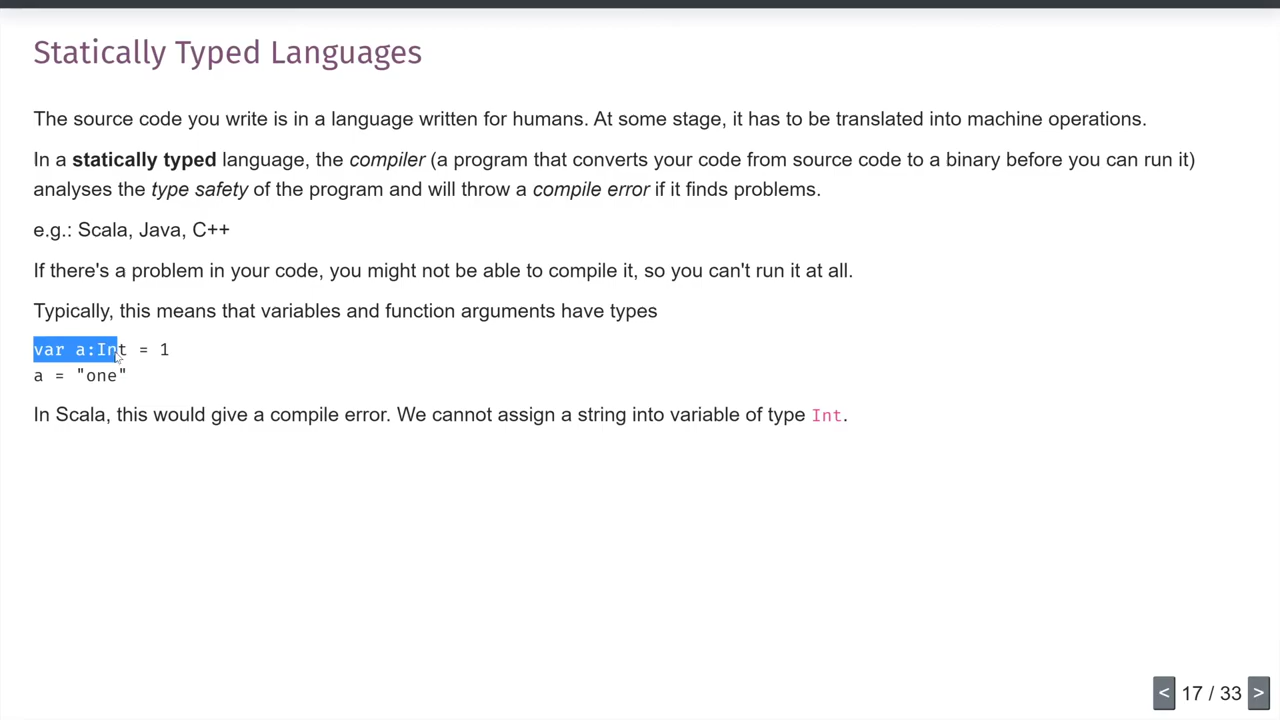 Statically Typed Languages
The source code you write is in a language written for humans. At some stage, it has to be translated into machine operations.
In a statically typed language, the compiler (a program that converts your code from source code to a binary before you can run it)
analyses the type safety of the program and will throw a compile error if it finds problems.
e.g.: Scala, Java, C++
If there's a problem in your code, you might not be able to compile it, so you can't run it at all.
Typically, this means that variables and function arguments have types
var a:Int = 1
a = "one"
In Scala, this would give a compile error. We cannot assign a string into variable of type Int.
< 17 / 33 >